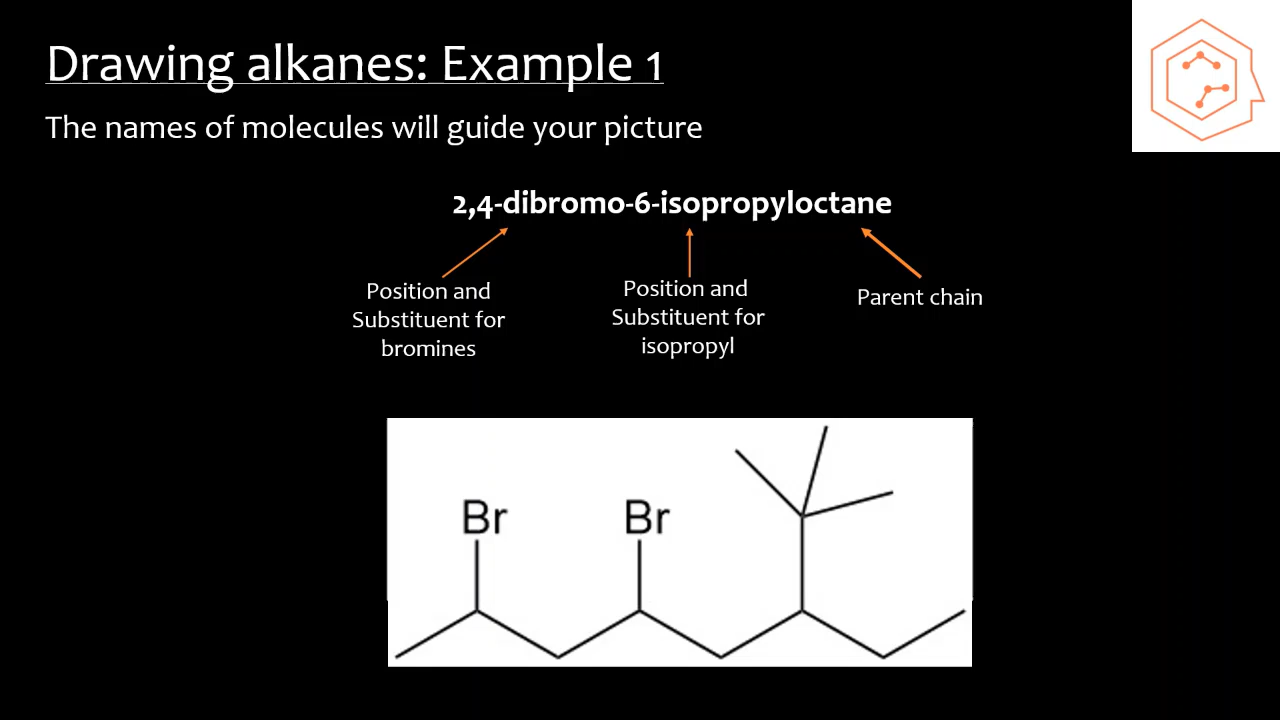 Drawing alkanes: Example 1
The names of molecules will guide your picture
2,4-dibromo-6-isopropyloctane
Position and
Substituent for
bromines
Position and
Substituent for
isopropyl
Parent chain
Br
Br